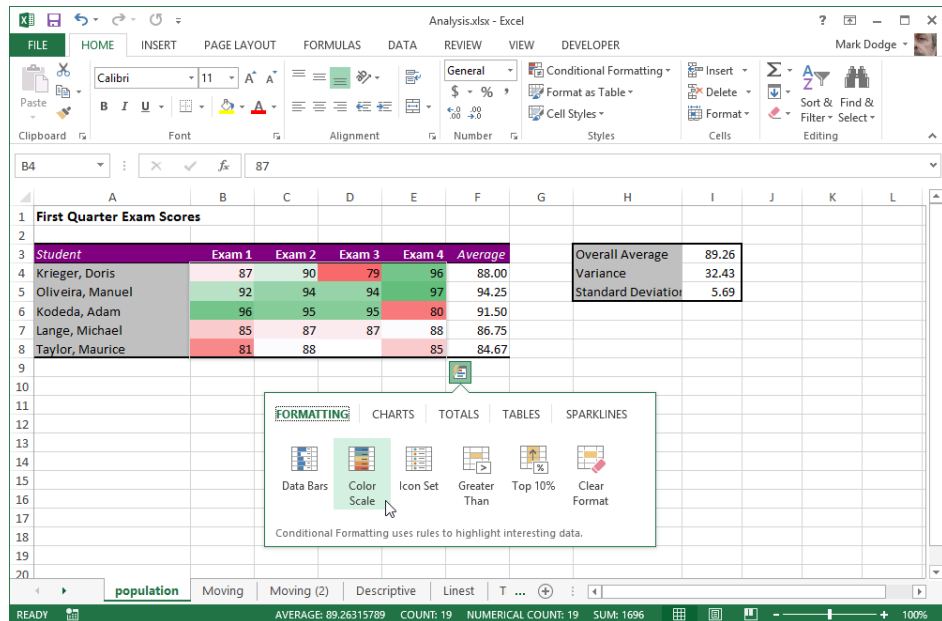 Analysis.xlsx - Excel
?
FILE HOME INSERT PAGE LAYOUT FORMULAS DATA REVIEW VIEW DEVELOPER Mark Dodge
Paste
Calibri 11
B I U
General
$ % ,
Conditional Formatting
Format as Table
Cell Styles
Insert
Delete
Format
Sort & Filter
Find & Select
Clipboard Font Alignment Number Styles Cells Editing
B4 fx 87
A B C D E F G H I J K L
1 First Quarter Exam Scores
2
3 Student Exam 1 Exam 2 Exam 3 Exam 4 Average Overall Average 89.26
4 Krieger, Doris 87 90 79 96 88.00 Variance 32.43
5 Oliveira, Manuel 92 94 94 97 94.25 Standard Deviation 5.69
6 Kodeda, Adam 96 95 95 80 91.50
7 Lange, Michael 85 87 87 88 86.75
8 Taylor, Maurice 81 88 85 84.67
9
10
11
12
13
14
15
16
17
18
19
20
FORMATTING CHARTS TOTALS TABLES SPARKLINES
Data Bars Color Scale Icon Set Greater Than Top 10% Clear Format
Conditional Formatting uses rules to highlight interesting data.
population Moving Moving (2) Descriptive Linest T ...
READY AVERAGE: 89.26315789 COUNT: 19 NUMERICAL COUNT: 19 SUM: 1696 100%